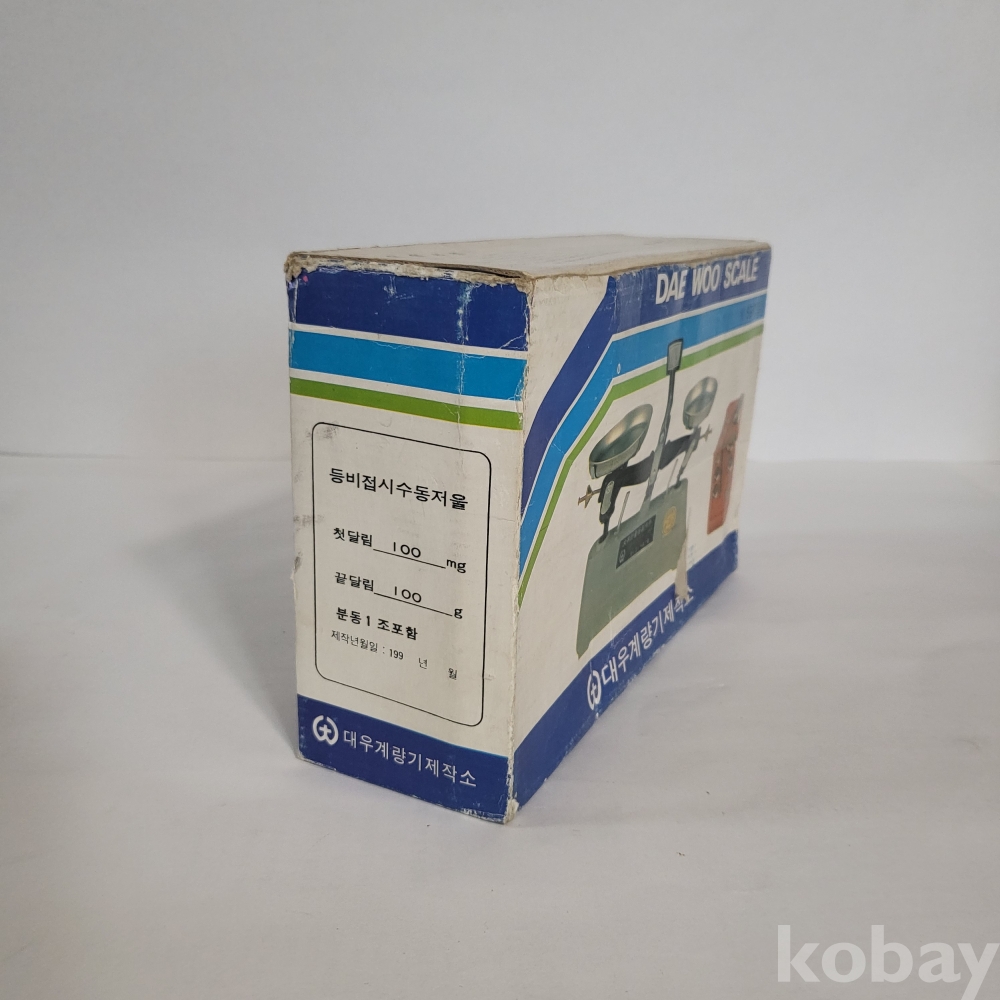 DAE WOO SCALE
등비접시수동저울
첫달림 100 mg
끝달림 100 g
분동1 조포함
제작년월일 : 199 년 월
대우계량기제작소
대우계량기제작소
kobay